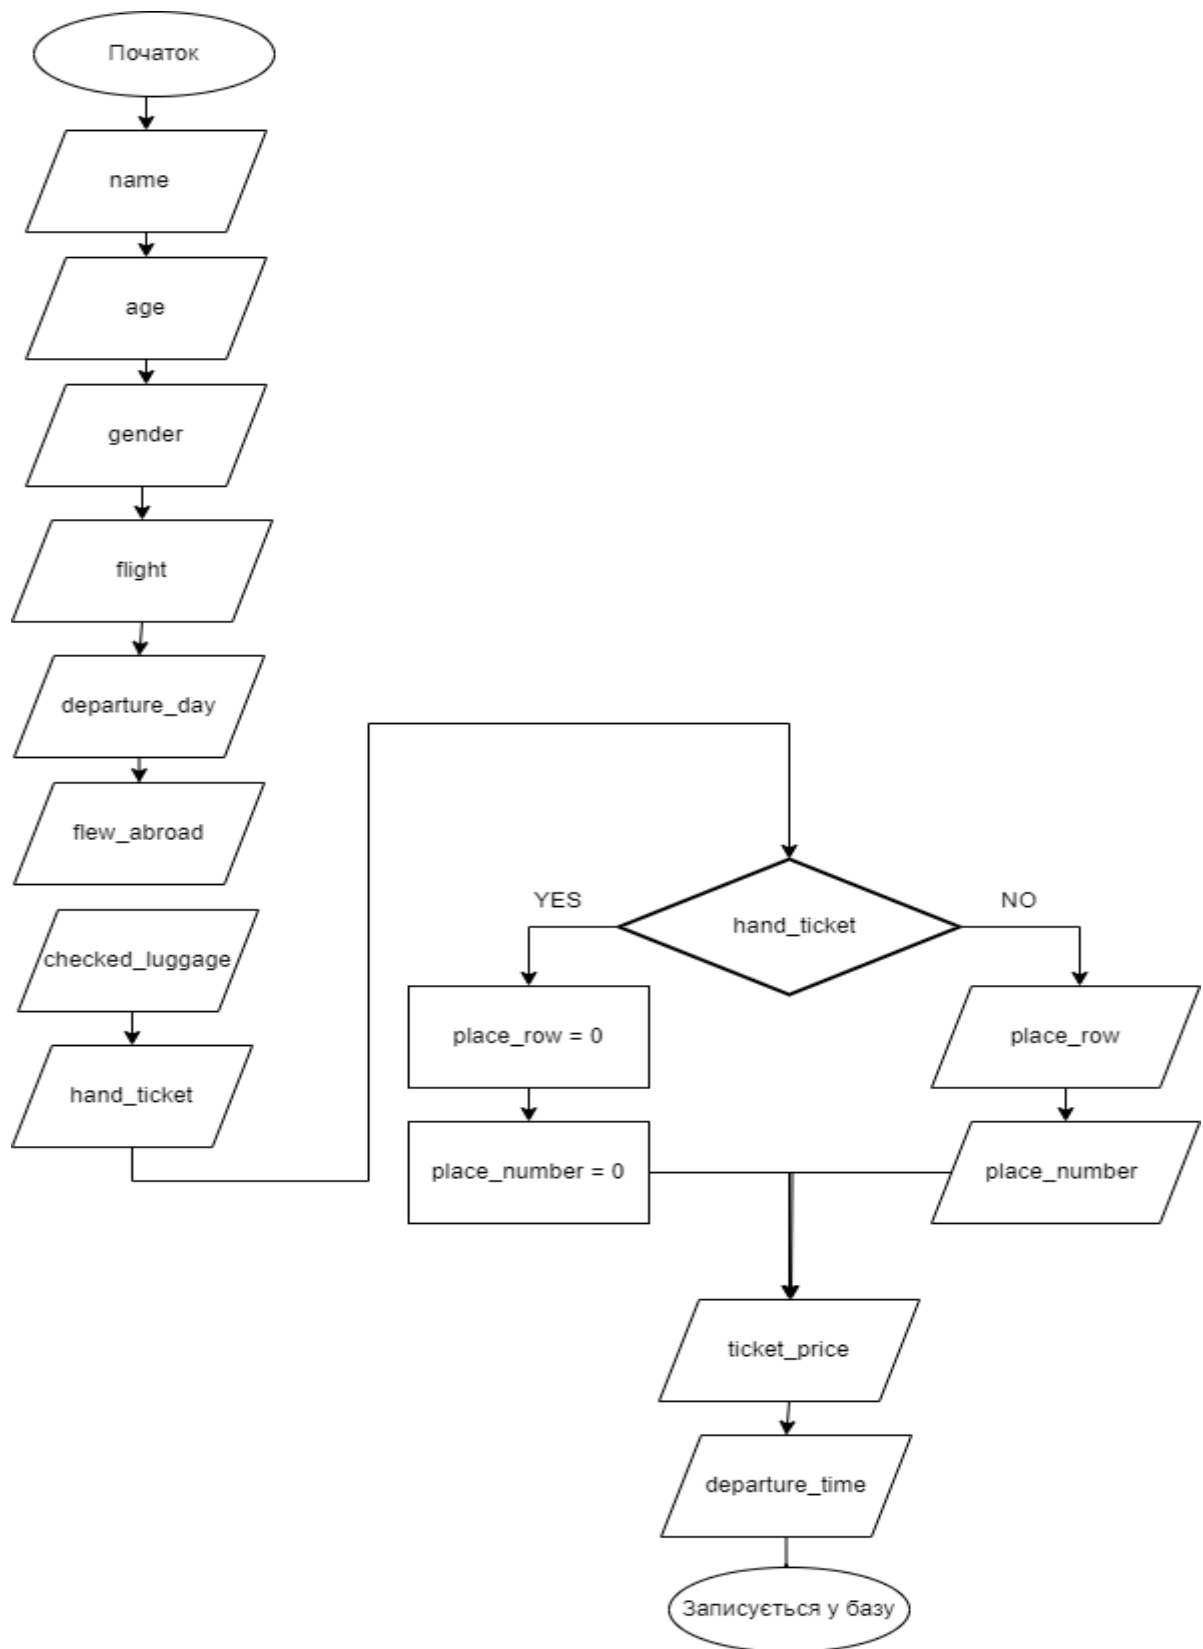 Початок
name
age
gender
flight
departure_day
flew_abroad
checked_luggage
hand_ticket
hand_ticket
YES
NO
place_row = 0
place_row
place_number = 0
place_number
ticket_price
departure_time
Записується у базу